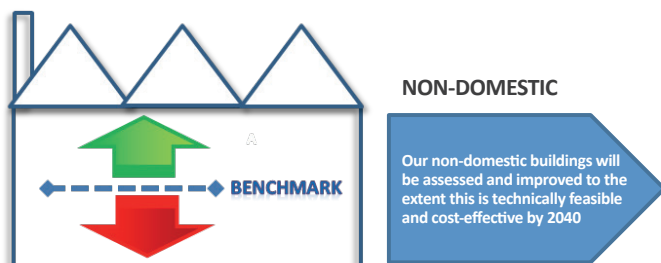 NON-DOMESTIC
A
BENCHMARK
Our non-domestic buildings will
be assessed and improved to the
extent this is technically feasible
and cost-effective by 2040